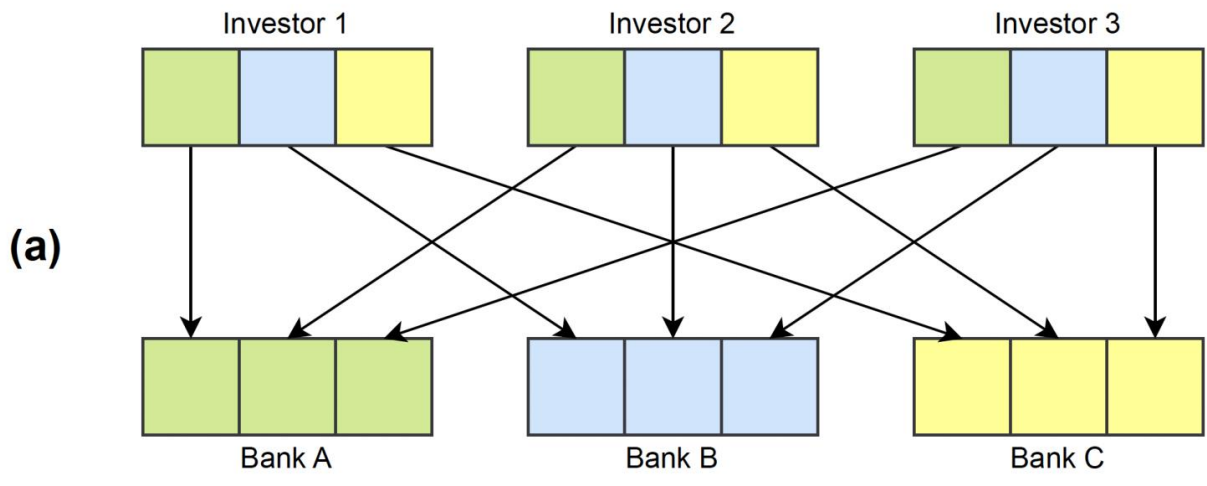 Investor 1
Investor 2
Investor 3
(a)
Bank A
Bank B
Bank C